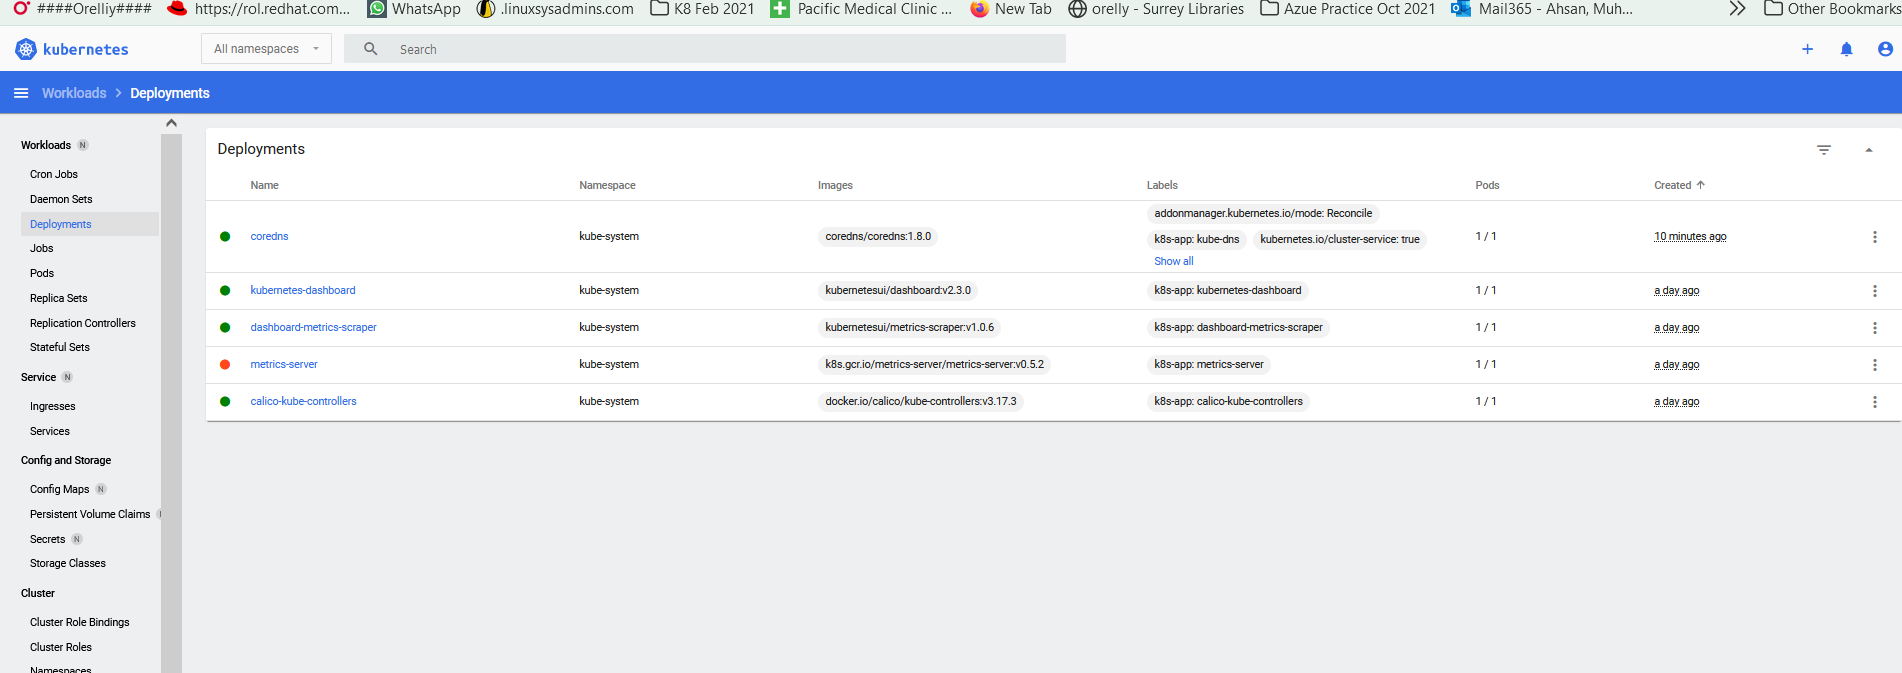 ####Orelliy#### https://rol.redhat.com... WhatsApp .linuxsysadmins.com K8 Feb 2021 Pacific Medical Clinic ... New Tab orelly - Surrey Libraries Azue Practice Oct 2021 Mail365 - Ahsan, Muh... Other Bookmarks
kubernetes All namespaces Search
Workloads > Deployments
Workloads N
Cron Jobs
Daemon Sets
Deployments
Jobs
Pods
Replica Sets
Replication Controllers
Stateful Sets
Service N
Ingresses
Services
Config and Storage
Config Maps N
Persistent Volume Claims
Secrets N
Storage Classes
Cluster
Cluster Role Bindings
Cluster Roles
Namespaces
Deployments
Name Namespace Images Labels Pods Created
addonmanager.kubernetes.io/mode: Reconcile
coredns kube-system coredns/coredns:1.8.0 k8s-app: kube-dns kubernetes.io/cluster-service: true 1 / 1 10 minutes ago
Show all
kubernetes-dashboard kube-system kubernetesui/dashboard:v2.3.0 k8s-app: kubernetes-dashboard 1 / 1 a day ago
dashboard-metrics-scraper kube-system kubernetesui/metrics-scraper:v1.0.6 k8s-app: dashboard-metrics-scraper 1 / 1 a day ago
metrics-server kube-system k8s.gcr.io/metrics-server/metrics-server:v0.5.2 k8s-app: metrics-server 1 / 1 a day ago
calico-kube-controllers kube-system docker.io/calico/kube-controllers:v3.17.3 k8s-app: calico-kube-controllers 1 / 1 a day ago